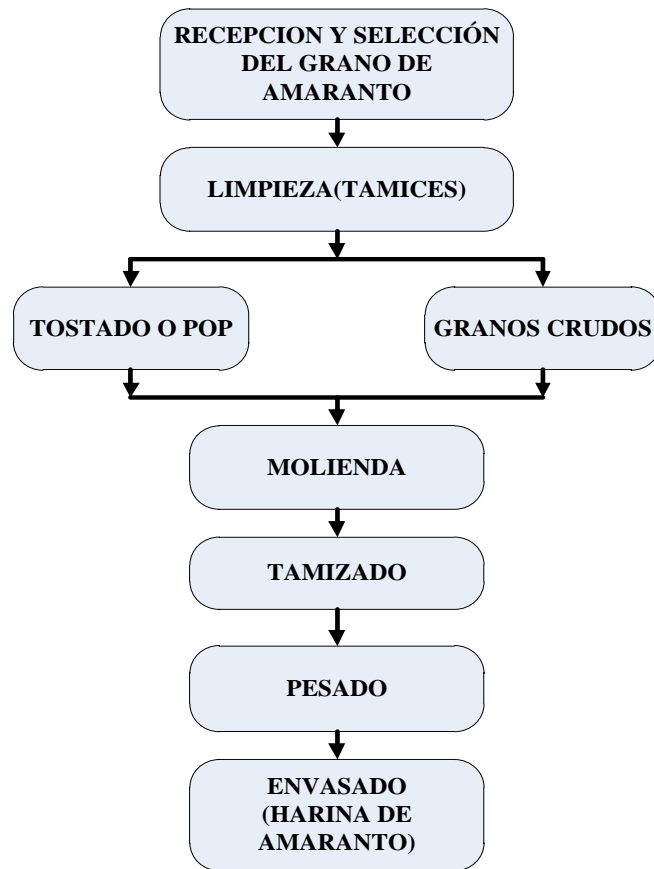 RECEPCION Y SELECCIÓN
DEL GRANO DE
AMARANTO
LIMPIEZA(TAMICES)
TOSTADO O POP
GRANOS CRUDOS
MOLIENDA
TAMIZADO
PESADO
ENVASADO
(HARINA DE
AMARANTO)